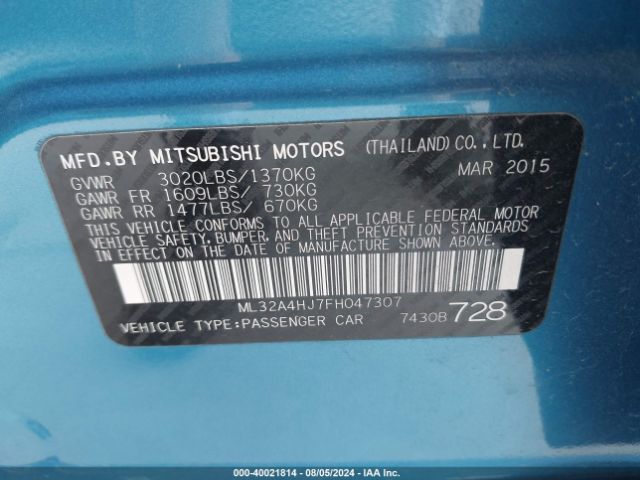 MFD.BY MITSUBISHI MOTORS (THAILAND) CO.,LTD.
GVWR 3020LBS/1370KG MAR 2015
GAWR FR 1609LBS/ 730KG
GAWR RR 1477LBS/ 670KG
THIS VEHICLE CONFORMS TO ALL APPLICABLE FEDERAL MOTOR
VEHICLE SAFETY, BUMPER, AND THEFT PREVENTION STANDARDS
IN EFFECT ON THE DATE OF MANUFACTURE SHOWN ABOVE.
ML32A4HJ7FH047307
VEHICLE TYPE:PASSENGER CAR 7430B 728
000-40021814 - 08/05/2024 - IAA Inc.